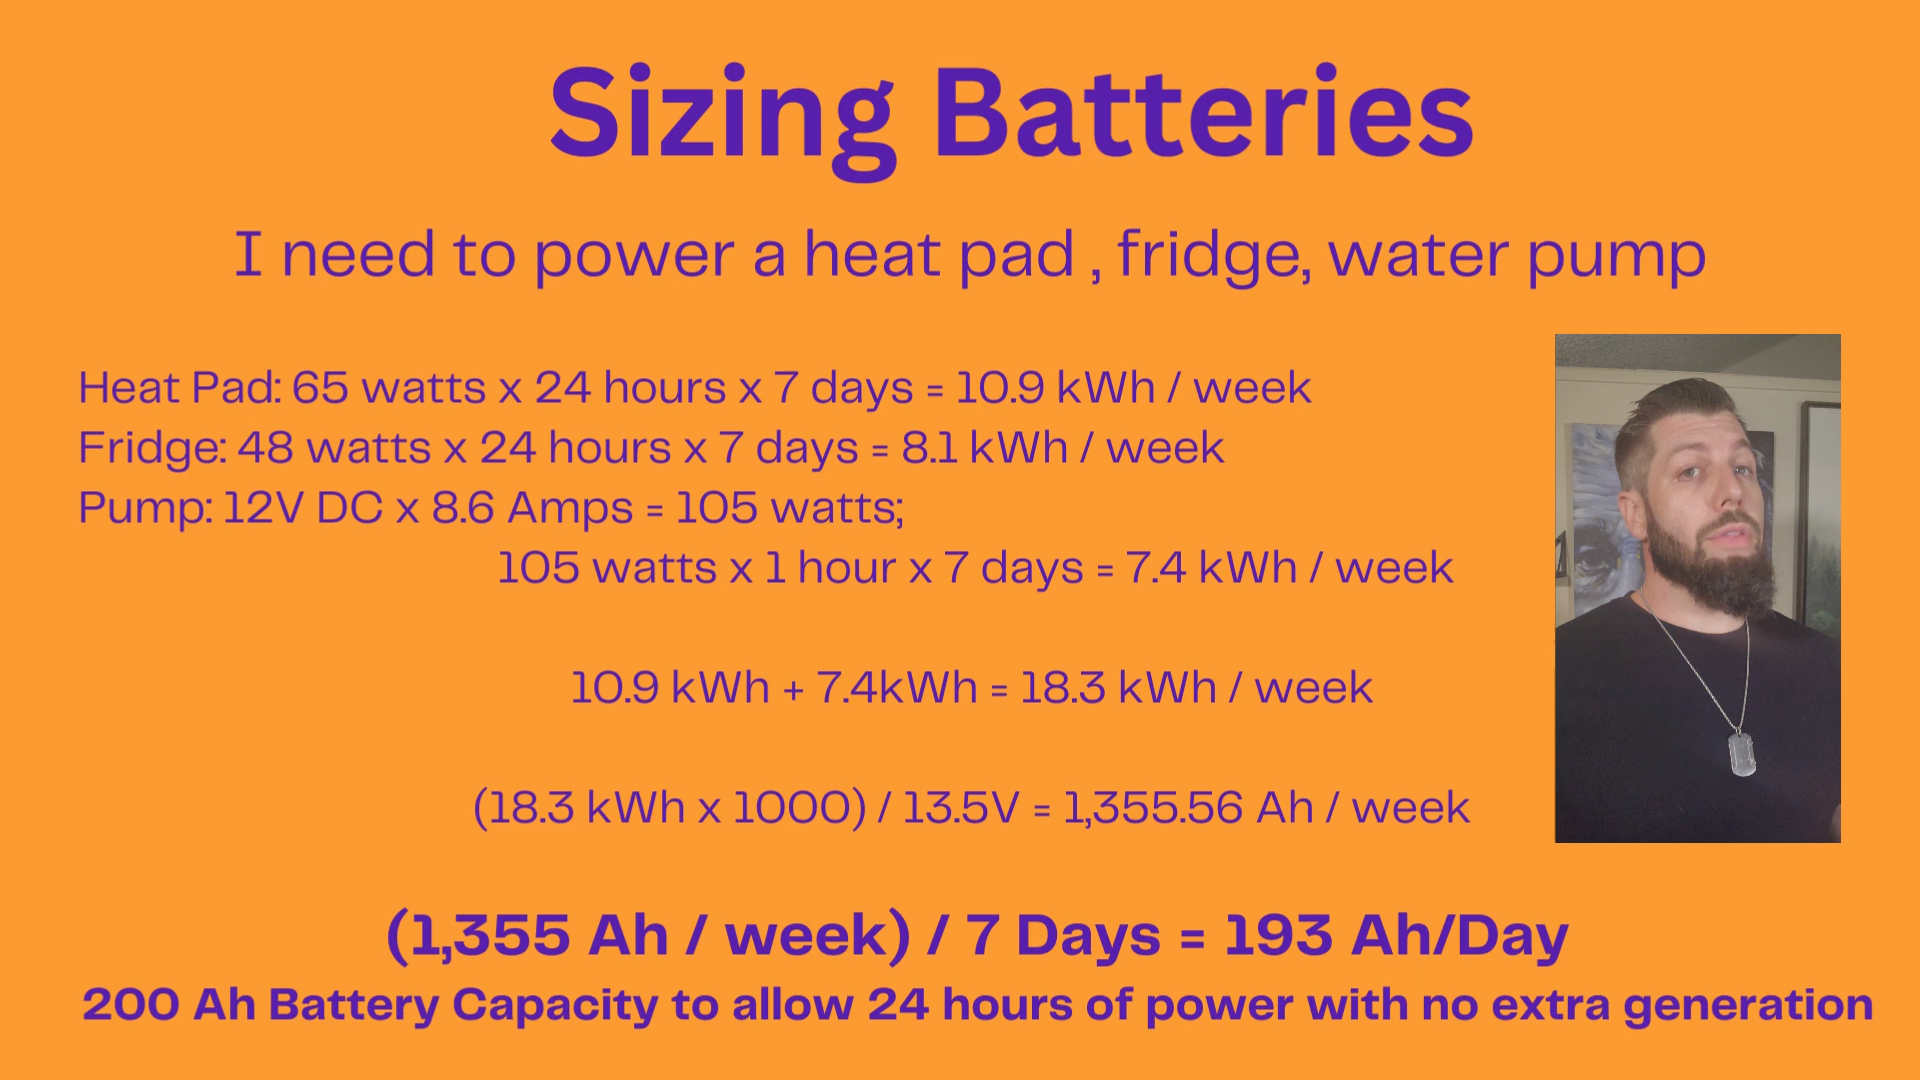 Sizing Batteries
I need to power a heat pad , fridge, water pump
Heat Pad: 65 watts x 24 hours x 7 days = 10.9 kWh / week
Fridge: 48 watts x 24 hours x 7 days = 8.1 kWh / week
Pump: 12V DC x 8.6 Amps = 105 watts;
105 watts x 1 hour x 7 days = 7.4 kWh / week
10.9 kWh + 7.4kWh = 18.3 kWh / week
(18.3 kWh x 1000) / 13.5V = 1,355.56 Ah / week
(1,355 Ah / week) / 7 Days = 193 Ah/Day
200 Ah Battery Capacity to allow 24 hours of power with no extra generation